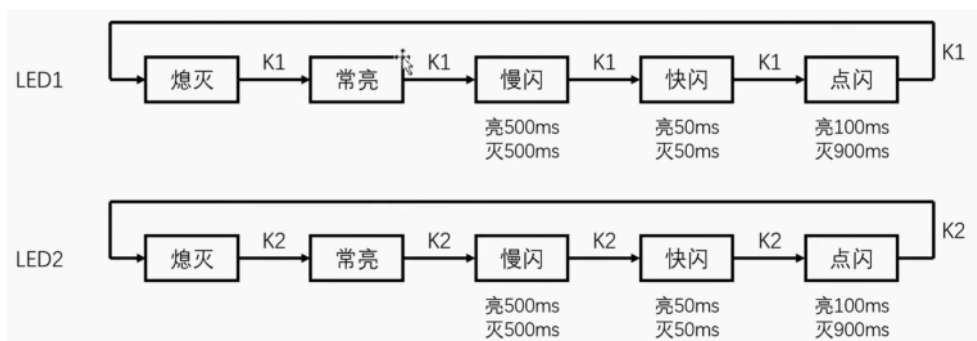 K1
LED1
熄灭
K1
常亮
K1
慢闪
K1
快闪
K1
点闪
亮500ms
灭500ms
亮50ms
灭50ms
亮100ms
灭900ms
K2
LED2
熄灭
K2
常亮
K2
慢闪
K2
快闪
K2
点闪
亮500ms
灭500ms
亮50ms
灭50ms
亮100ms
灭900ms